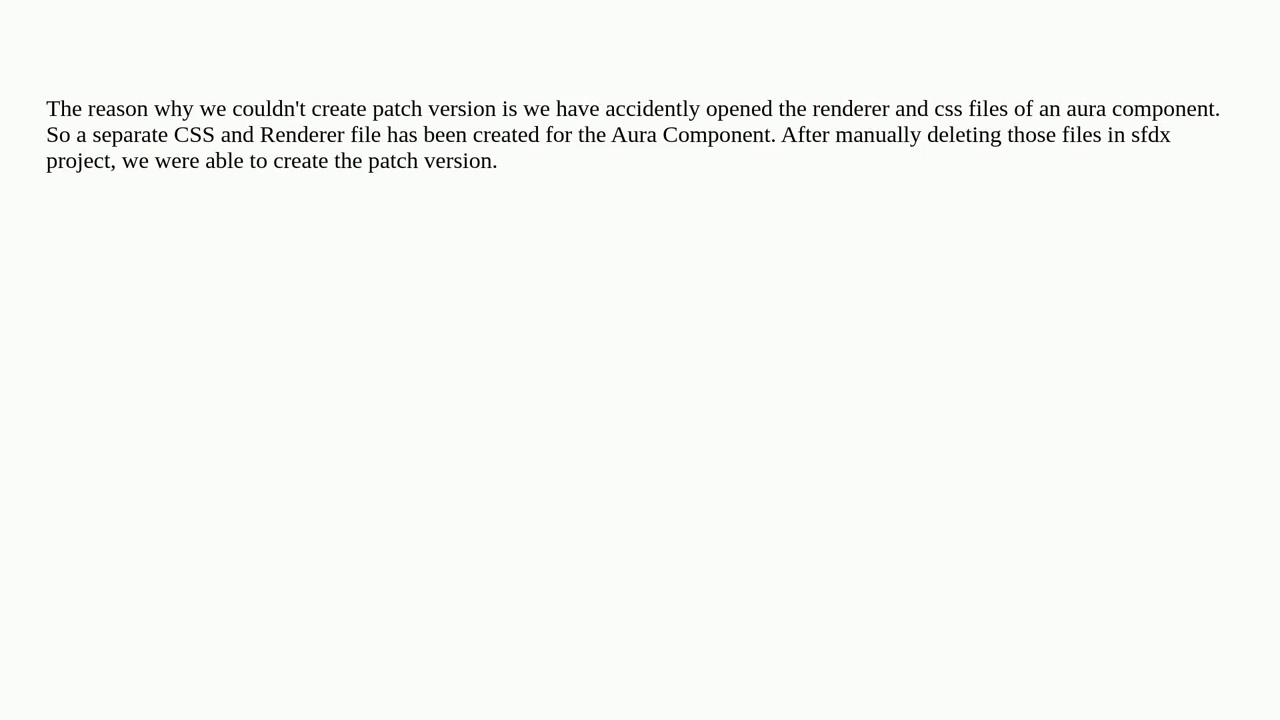 The reason why we couldn't create patch version is we have accidently opened the renderer and css files of an aura component.
So a separate CSS and Renderer file has been created for the Aura Component. After manually deleting those files in sfdx
project, we were able to create the patch version.